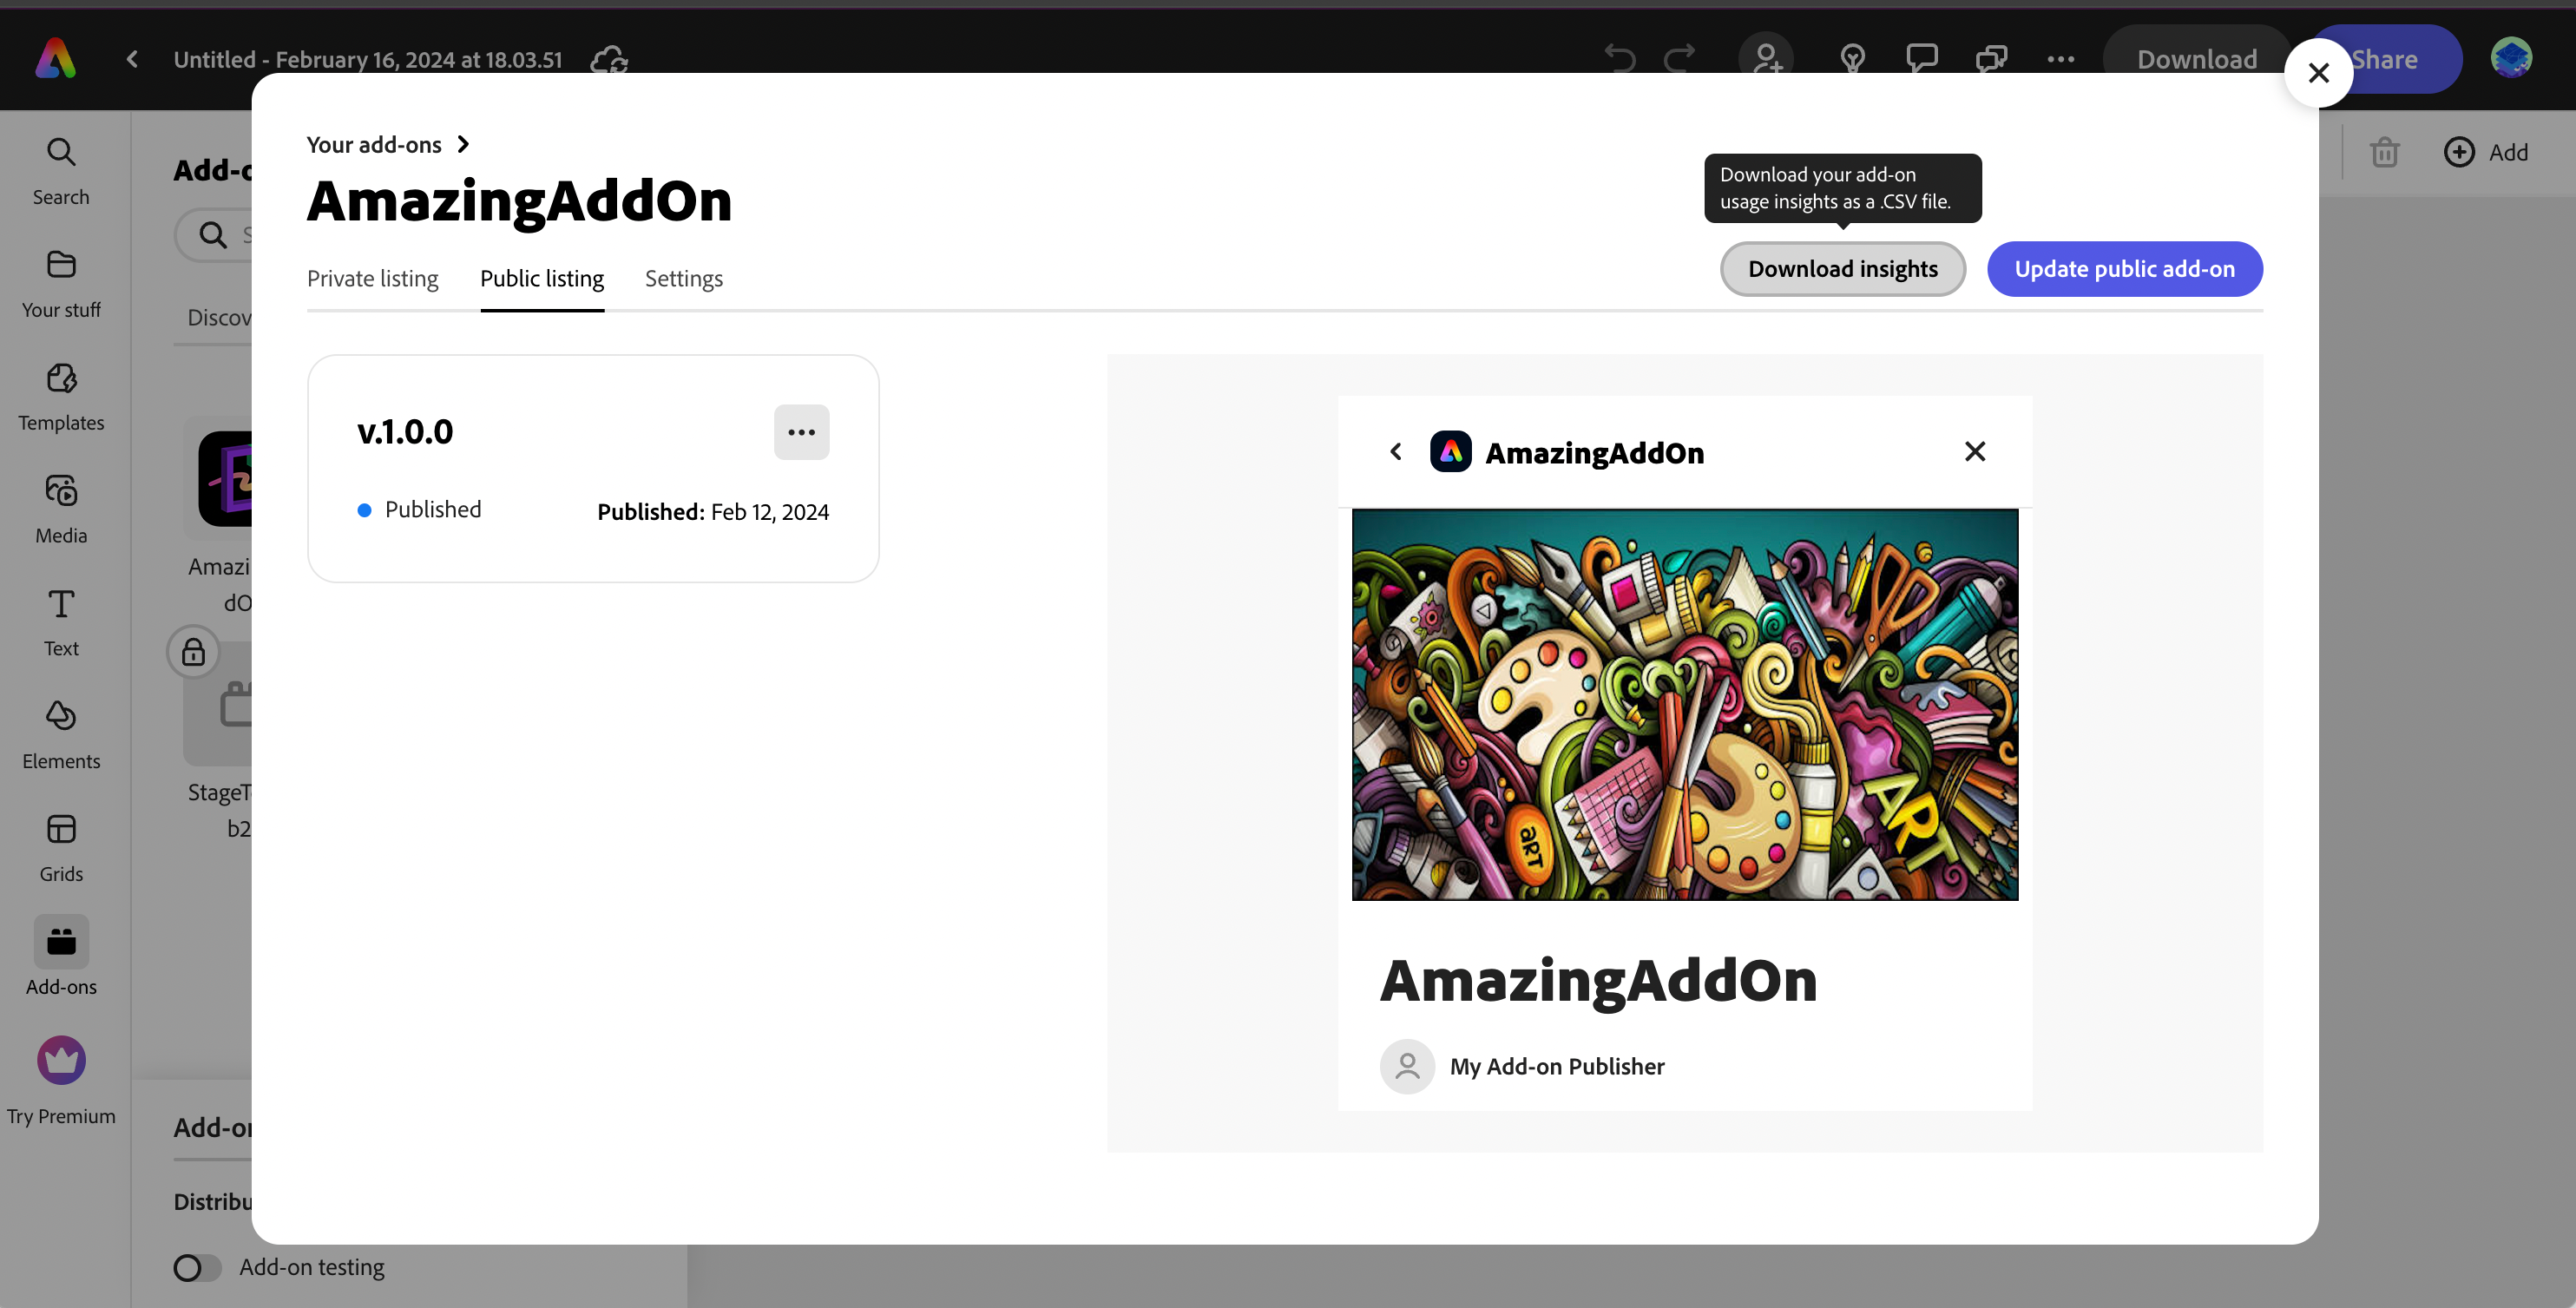 Untitled - February 16, 2024 at 18.03.51
Download
Share
Search
Your stuff
Templates
Media
Text
Elements
Grids
Add-ons
Try Premium
Add-o
S
Discov
Amazi
dO
StageT
b2
Add-o
Distribu
Add-on testing
Add
Your add-ons
AmazingAddOn
Private listing
Public listing
Settings
Download your add-on
usage insights as a .CSV file.
Download insights
Update public add-on
v.1.0.0
Published
Published: Feb 12, 2024
AmazingAddOn
ART
ART
AmazingAddOn
My Add-on Publisher